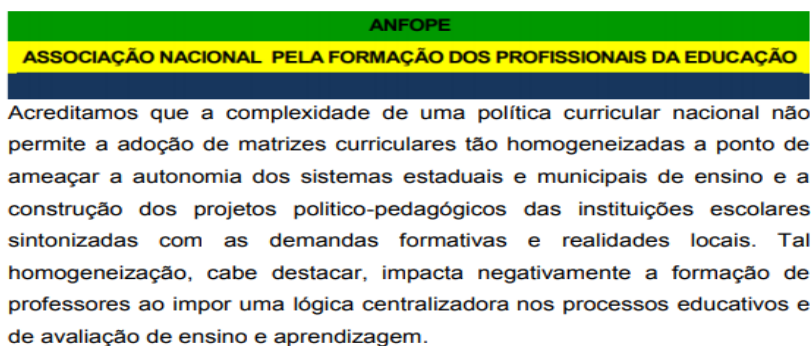 ANFOPE
ASSOCIAÇÃO NACIONAL PELA FORMAÇÃO DOS PROFISSIONAIS DA EDUCAÇÃO
Acreditamos que a complexidade de uma política curricular nacional não
permite a adoção de matrizes curriculares tão homogeneizadas a ponto de
ameaçar a autonomia dos sistemas estaduais e municipais de ensino e a
construção dos projetos politico-pedagógicos das instituições escolares
sintonizadas com as demandas formativas e realidades locais. Tal
homogeneização, cabe destacar, impacta negativamente a formação de
professores ao impor uma lógica centralizadora nos processos educativos e
de avaliação de ensino e aprendizagem.